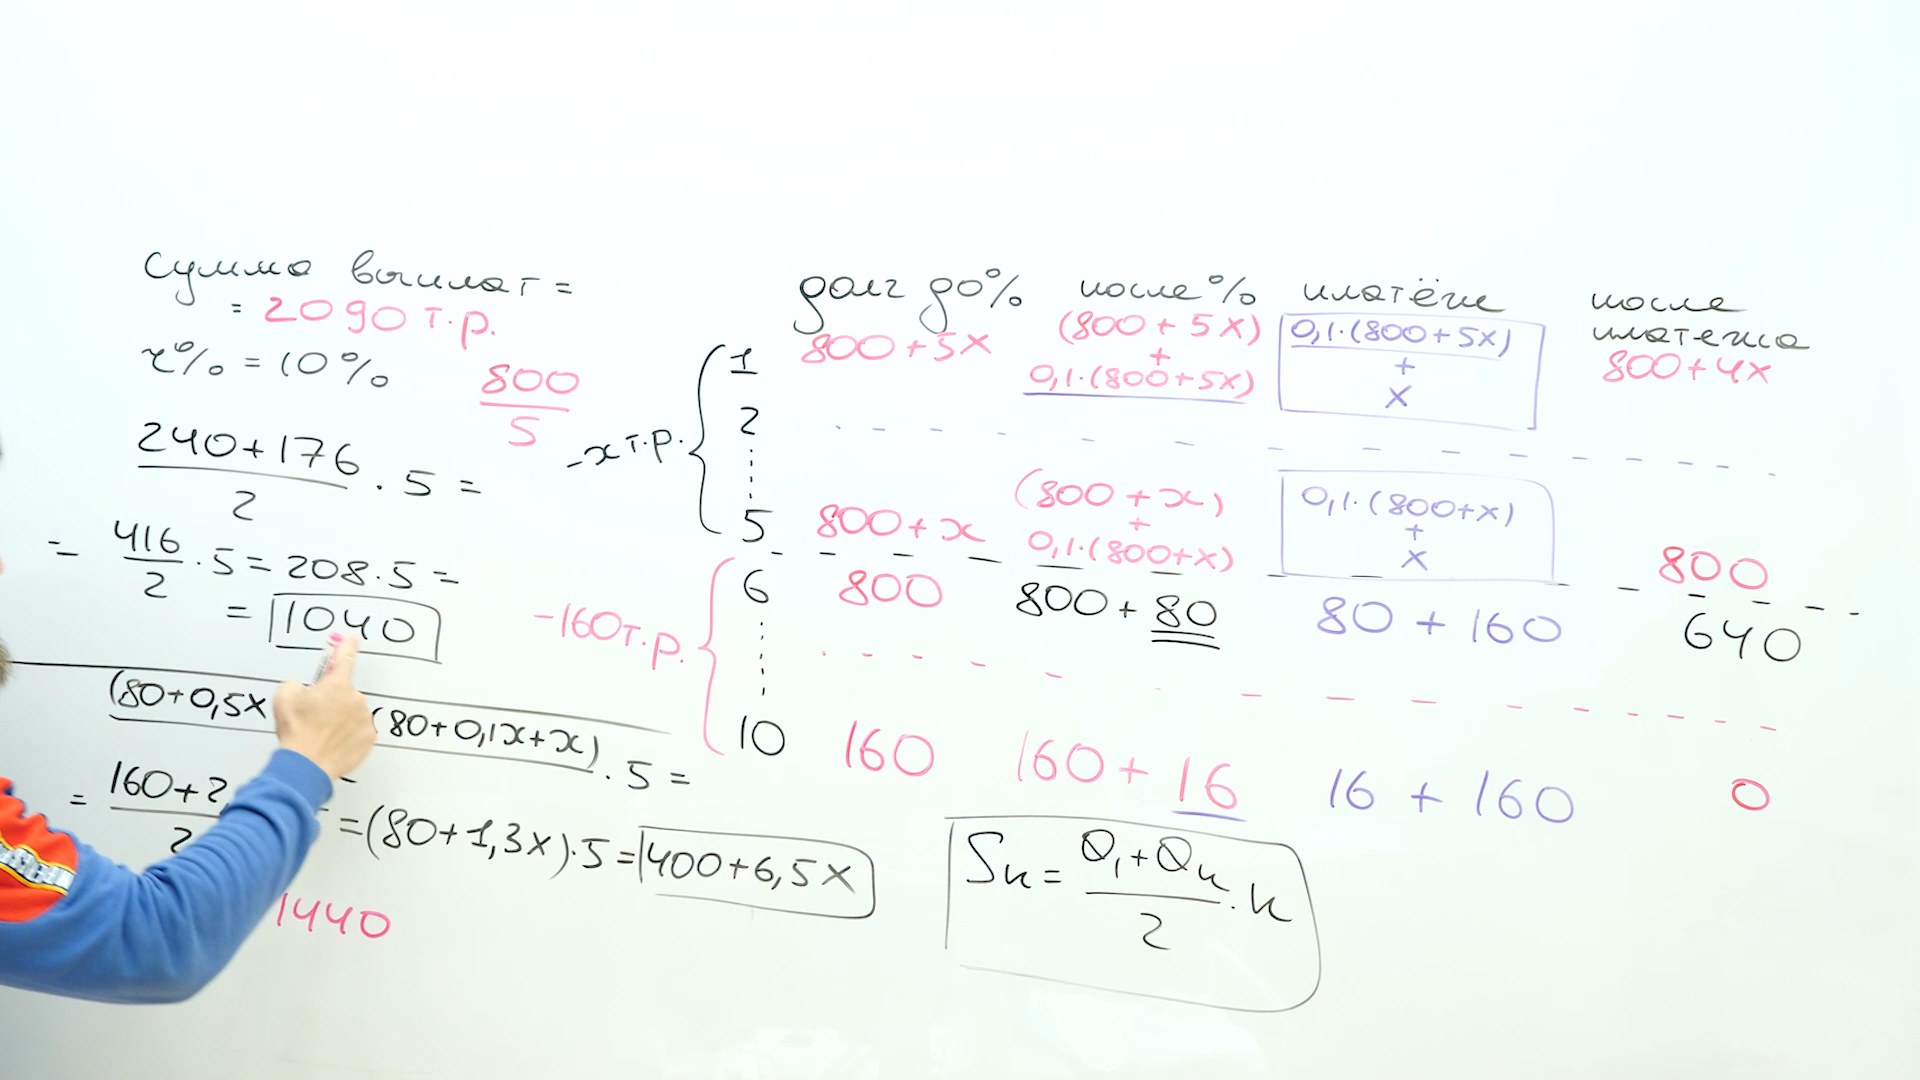 сумма выплат =
= 2090 т.р.
r% = 10%
800
5
240+176
2
· 5 =
= 416
2
· 5 = 208 · 5 =
= 1040
(80+0,5x
(80+0,1x+x)
· 5 =
= 160+2,
2
= (80+1,3x) · 5 = 400+6,5x
1440
долг до % после % платёж после платежа
-x т.р.
1 800+5x (800+5x) + 0,1·(800+5x) 0,1·(800+5x) + x 800+4x
2
5 800+x (800+x) + 0,1·(800+x) 0,1·(800+x) + x 800
-160 т.р.
6 800 800+80 80+160 640
10 160 160+16 16+160 0
Sn = a₁+aₙ
2
· n